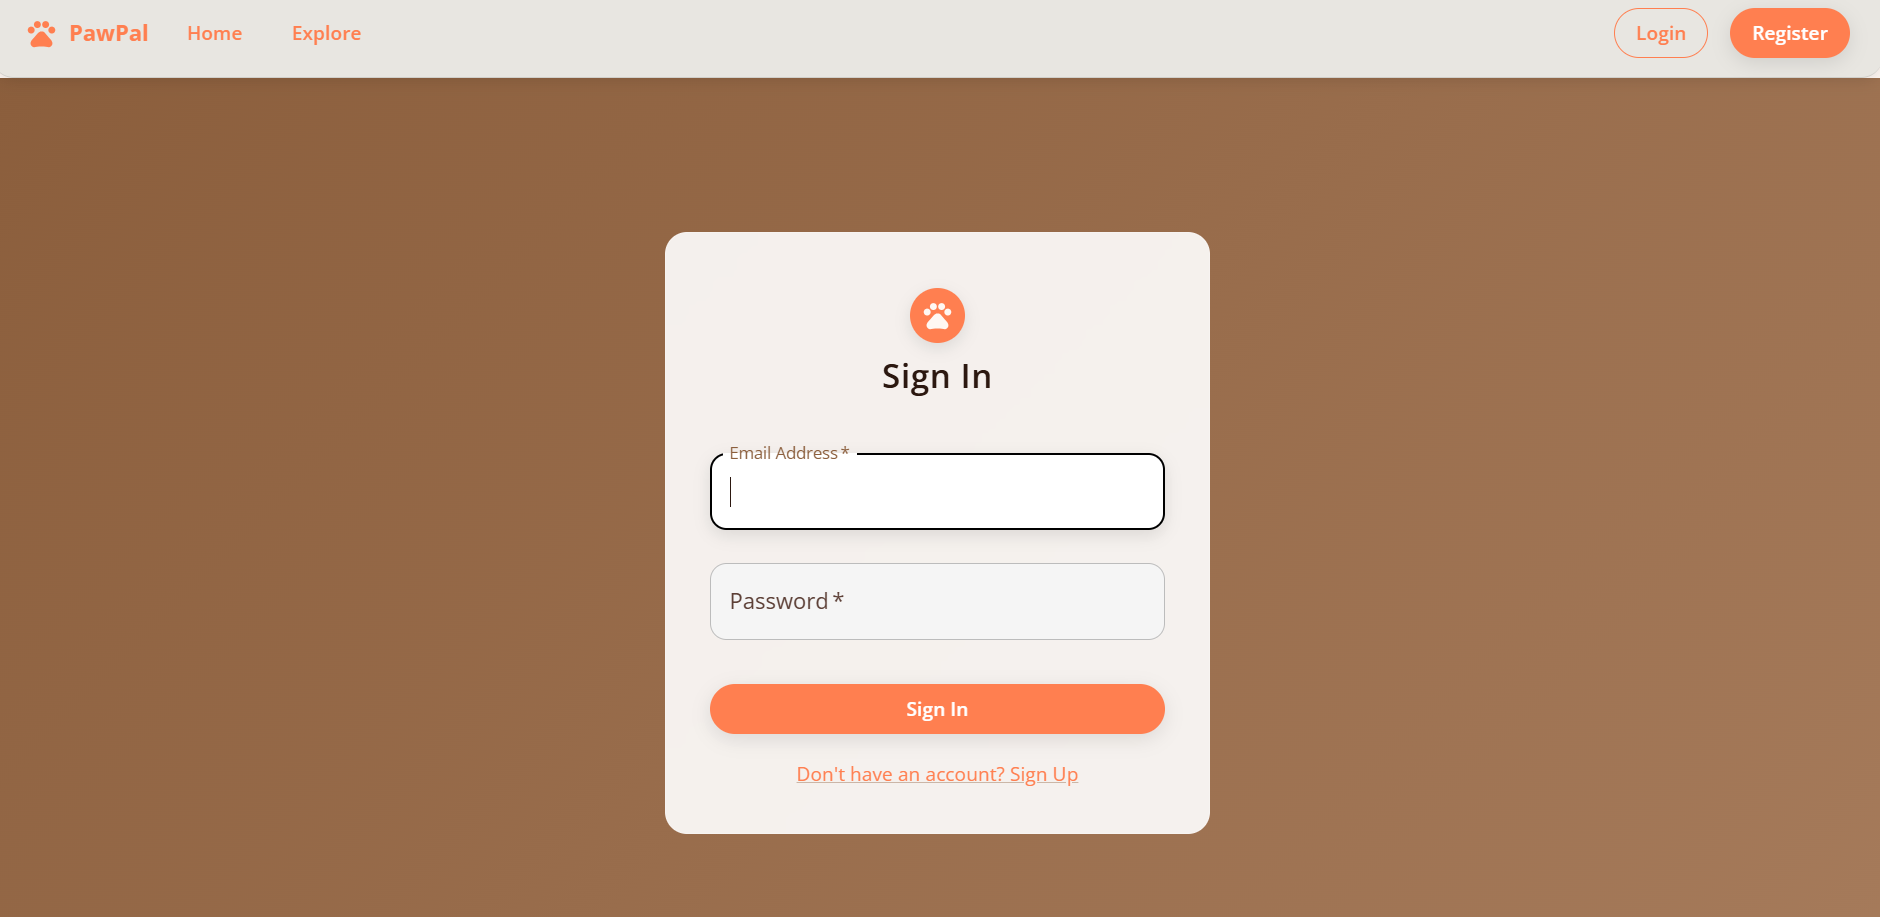 PawPal Home Explore Login Register
Sign In
Email Address *
Password *
Sign In
Don't have an account? Sign Up